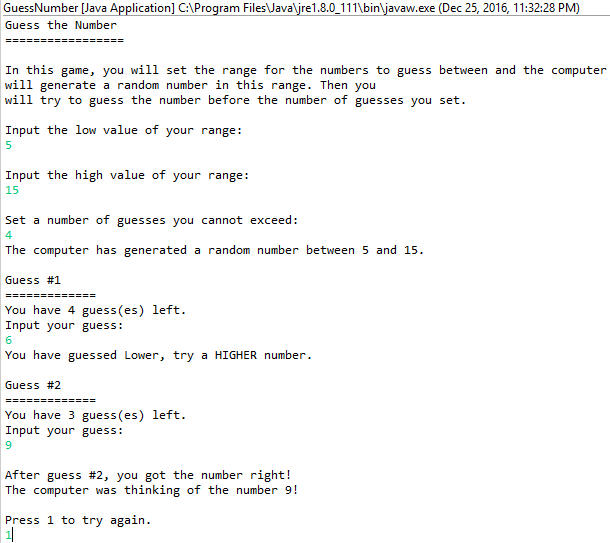 GuessNumber [Java Application] C:\Program Files\Java\jre1.8.0_111\bin\javaw.exe (Dec 25, 2016, 11:32:28 PM)
Guess the Number
=================
In this game, you will set the range for the numbers to guess between and the computer
will generate a random number in this range. Then you
will try to guess the number before the number of guesses you set.
Input the low value of your range:
5
Input the high value of your range:
15
Set a number of guesses you cannot exceed:
4
The computer has generated a random number between 5 and 15.
Guess #1
=============
You have 4 guess(es) left.
Input your guess:
6
You have guessed Lower, try a HIGHER number.
Guess #2
=============
You have 3 guess(es) left.
Input your guess:
9
After guess #2, you got the number right!
The computer was thinking of the number 9!
Press 1 to try again.
1